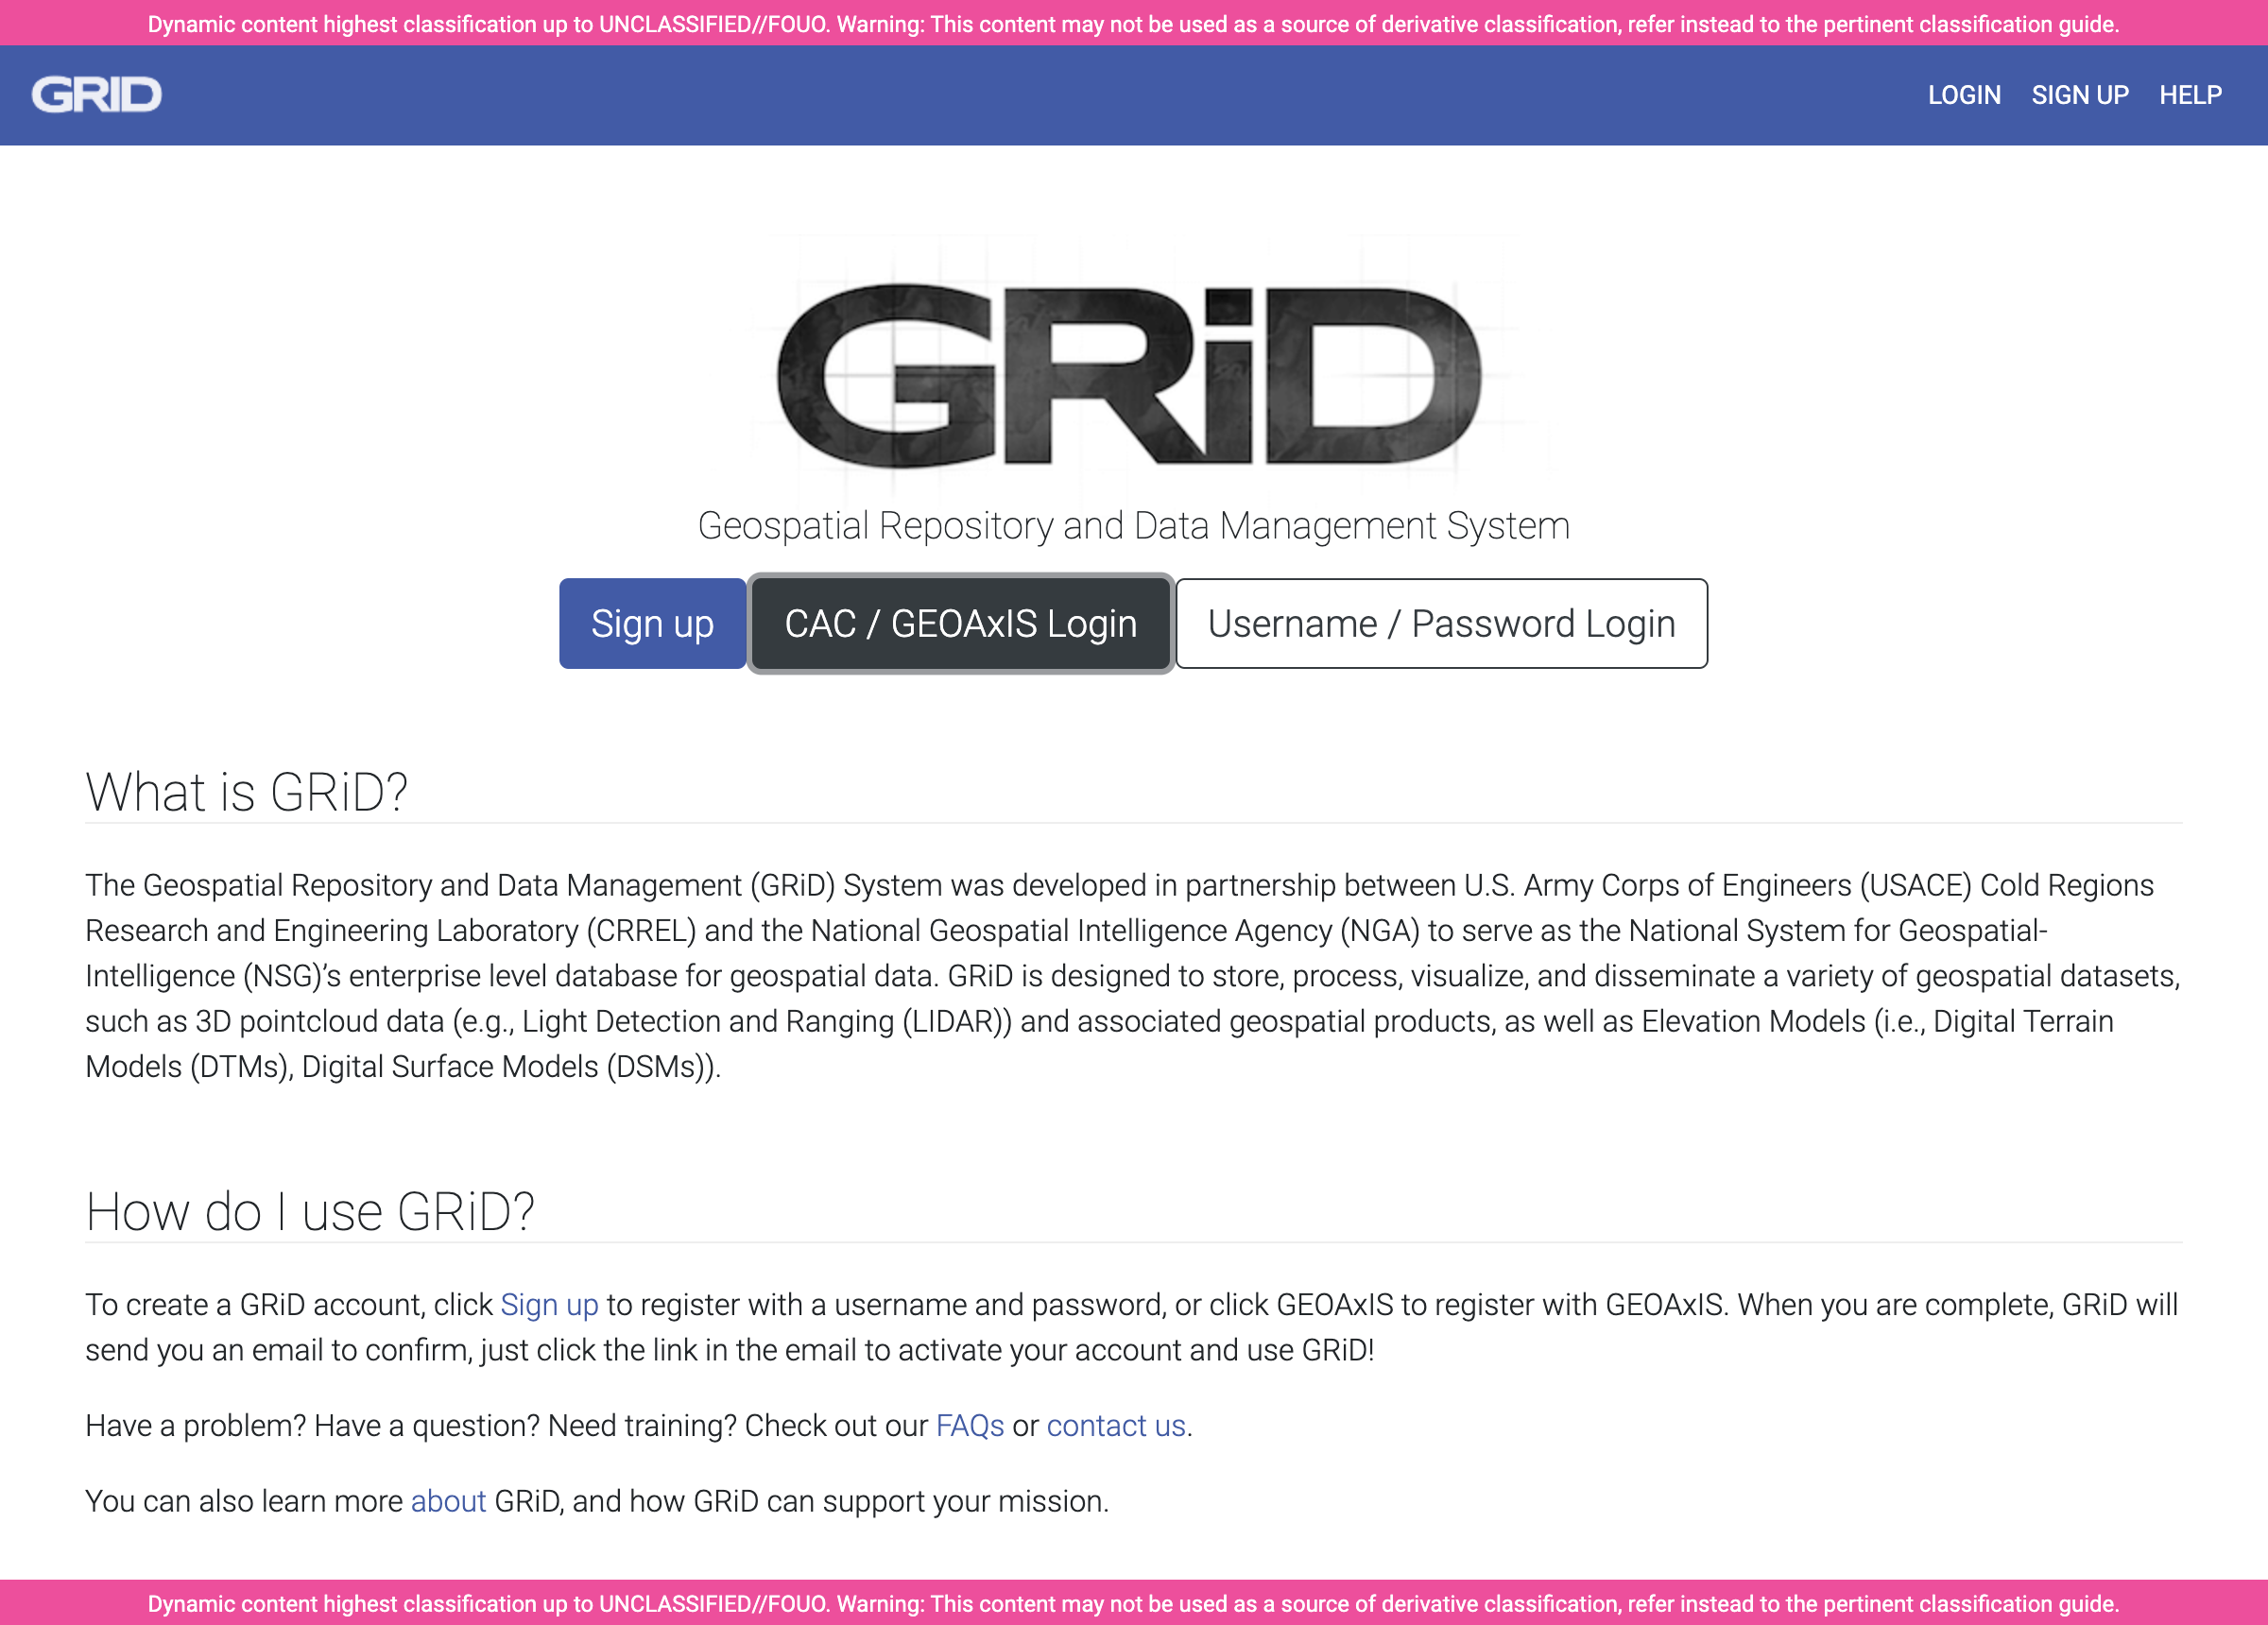 Dynamic content highest classification up to UNCLASSIFIED//FOUO. Warning: This content may not be used as a source of derivative classification, refer instead to the pertinent classification guide.
GRID
LOGIN SIGN UP HELP
GRiD
Geospatial Repository and Data Management System
Sign up CAC / GEOAxIS Login Username / Password Login
What is GRiD?
The Geospatial Repository and Data Management (GRiD) System was developed in partnership between U.S. Army Corps of Engineers (USACE) Cold Regions
Research and Engineering Laboratory (CRREL) and the National Geospatial Intelligence Agency (NGA) to serve as the National System for Geospatial-
Intelligence (NSG)’s enterprise level database for geospatial data. GRiD is designed to store, process, visualize, and disseminate a variety of geospatial datasets,
such as 3D pointcloud data (e.g., Light Detection and Ranging (LIDAR)) and associated geospatial products, as well as Elevation Models (i.e., Digital Terrain
Models (DTMs), Digital Surface Models (DSMs)).
How do I use GRiD?
To create a GRiD account, click Sign up to register with a username and password, or click GEOAxIS to register with GEOAxIS. When you are complete, GRiD will
send you an email to confirm, just click the link in the email to activate your account and use GRiD!
Have a problem? Have a question? Need training? Check out our FAQs or contact us.
You can also learn more about GRiD, and how GRiD can support your mission.
Dynamic content highest classification up to UNCLASSIFIED//FOUO. Warning: This content may not be used as a source of derivative classification, refer instead to the pertinent classification guide.